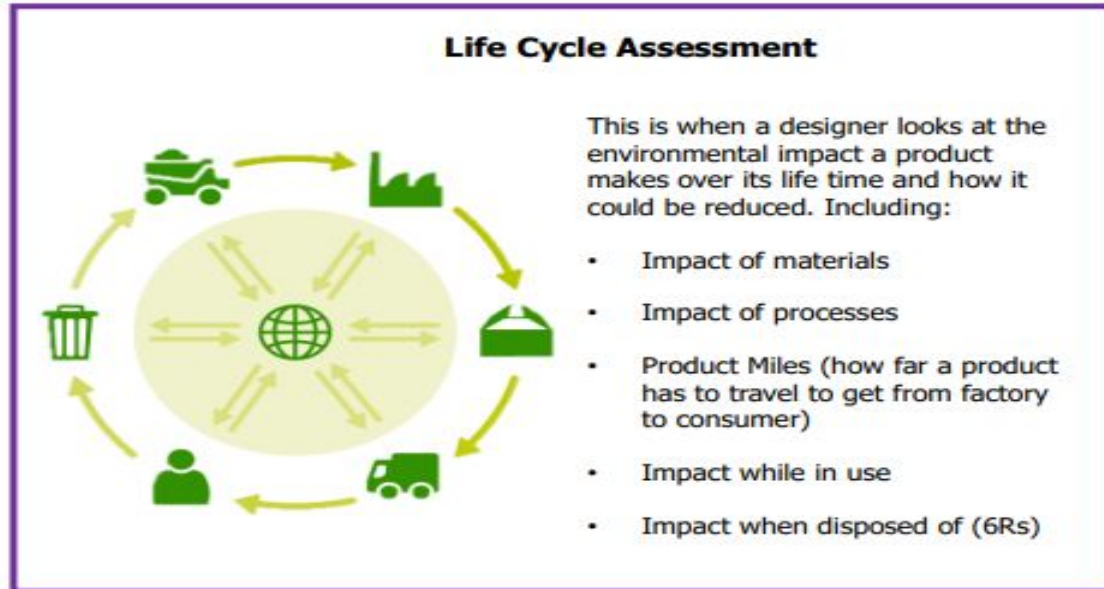 Life Cycle Assessment
This is when a designer looks at the
environmental impact a product
makes over its life time and how it
could be reduced. Including:
• Impact of materials
• Impact of processes
• Product Miles (how far a product
has to travel to get from factory
to consumer)
• Impact while in use
• Impact when disposed of (6Rs)